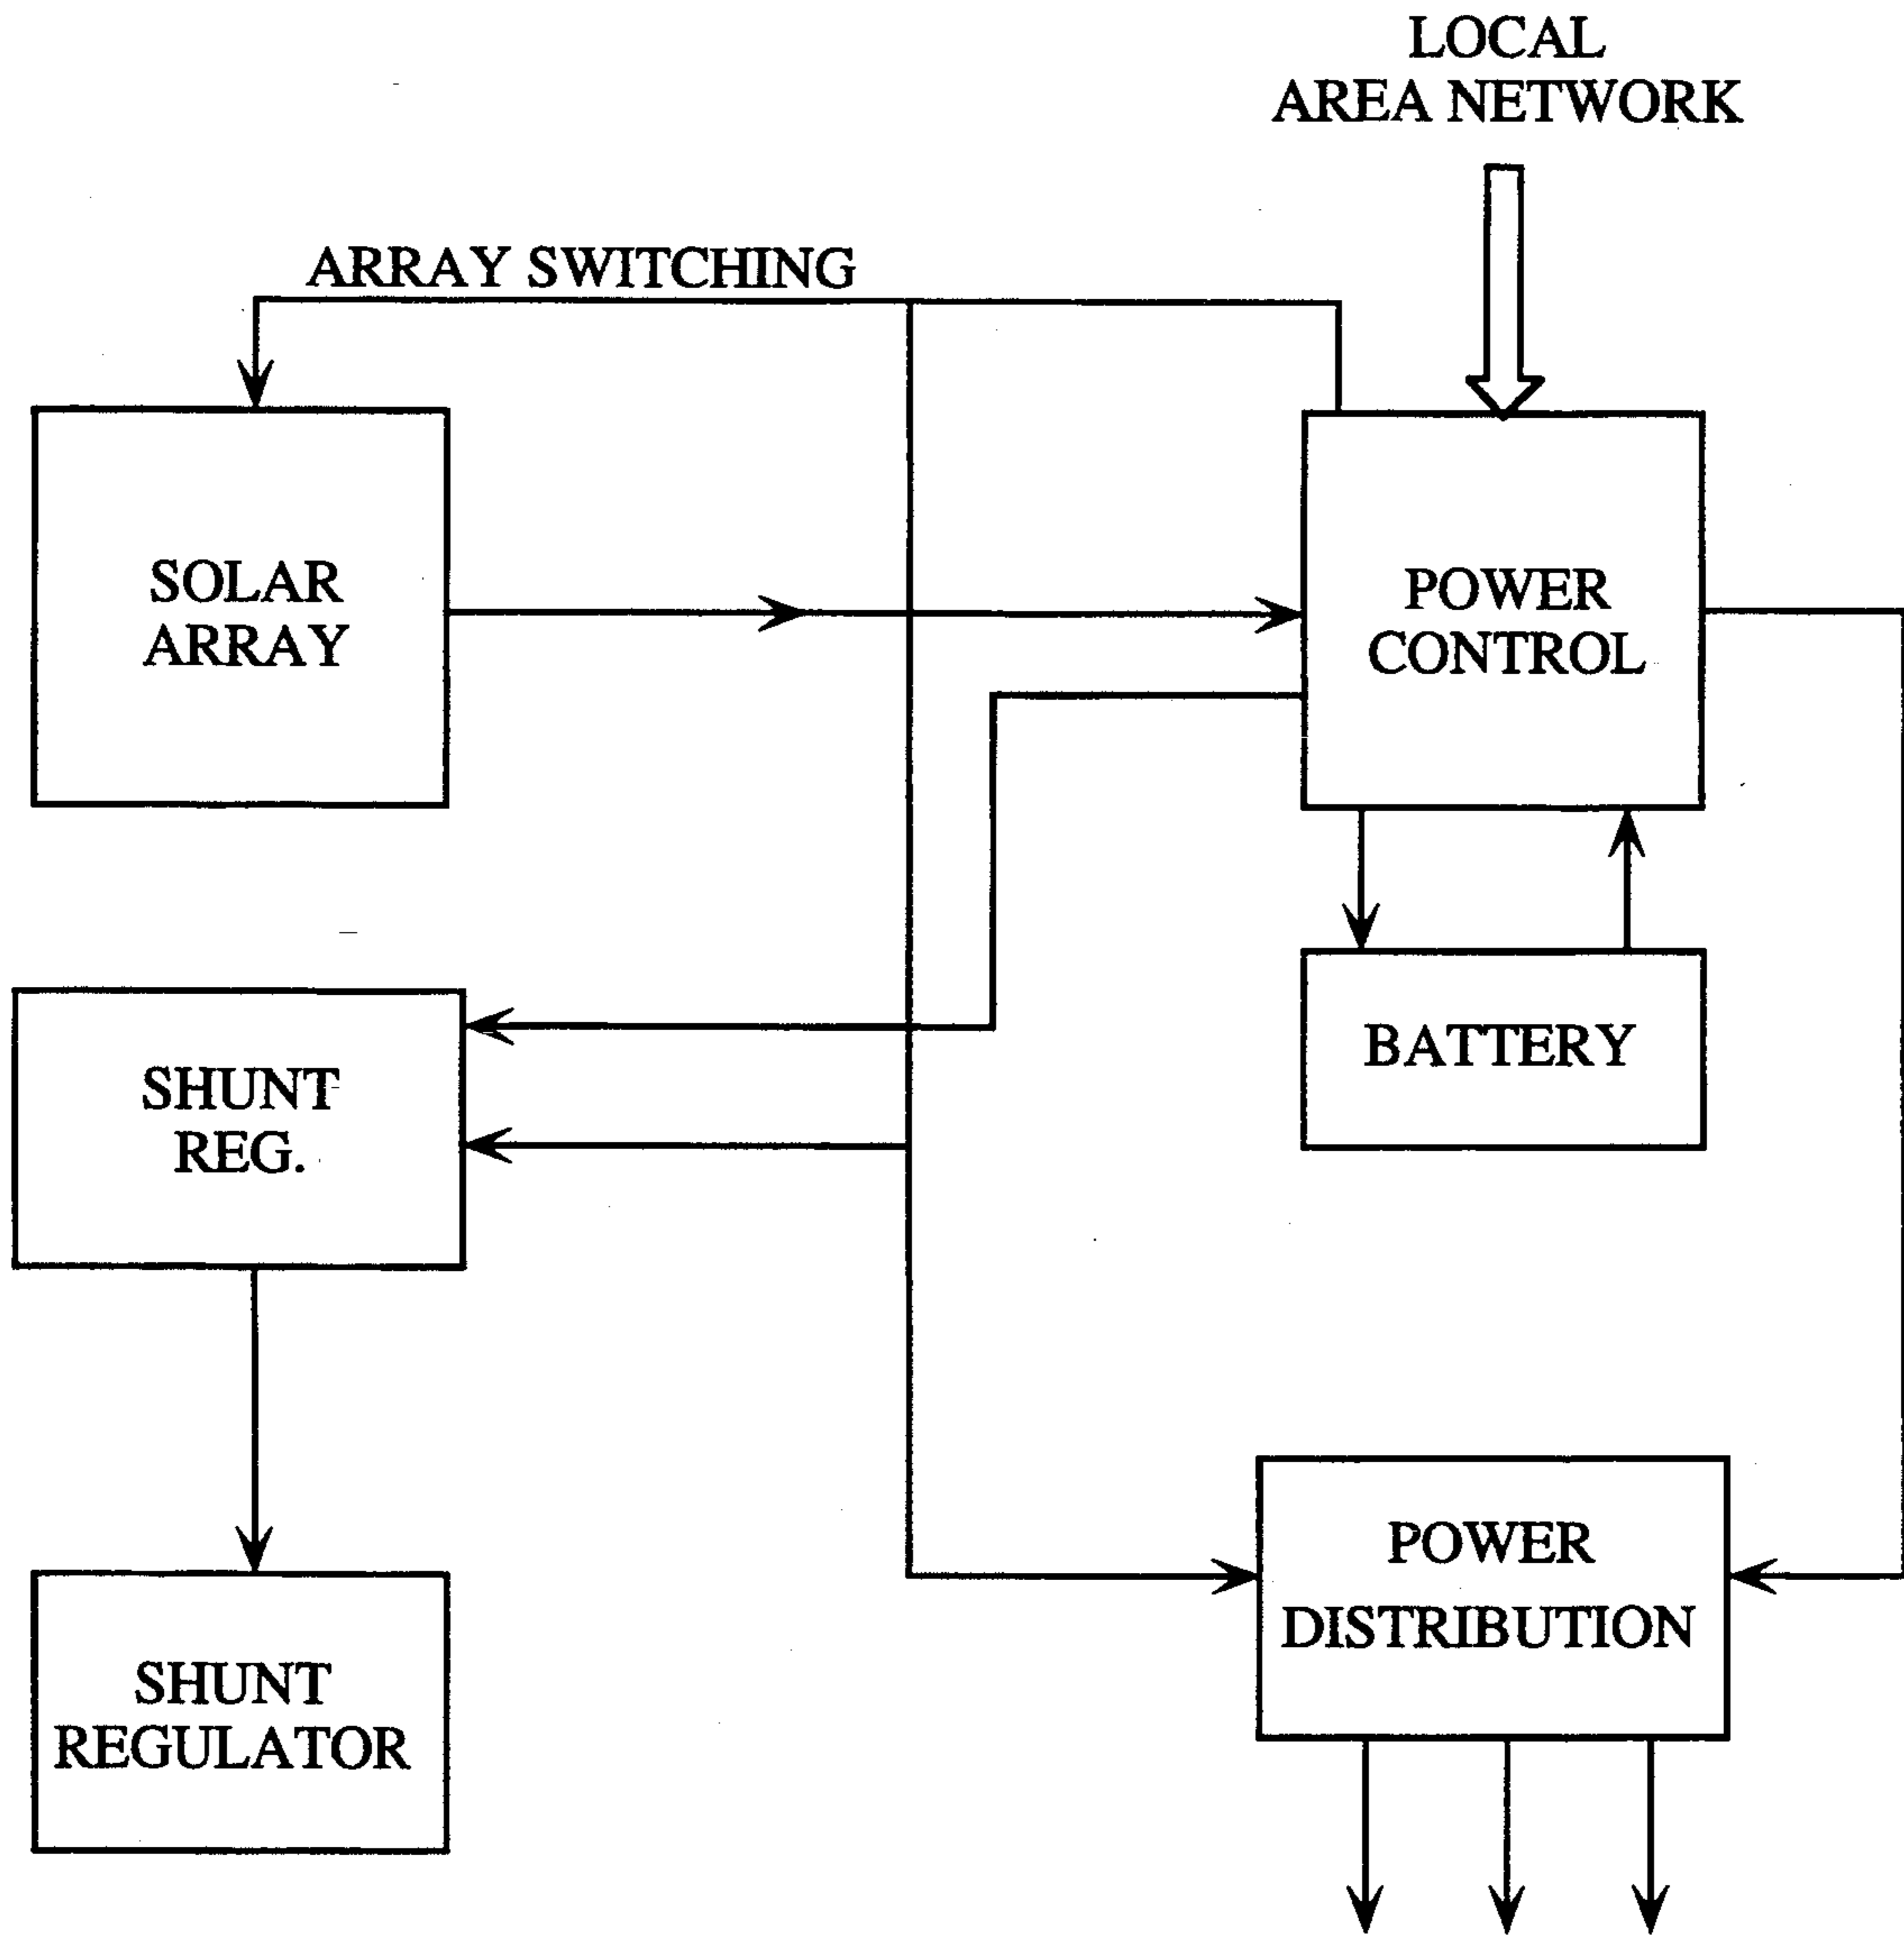 LOCAL
AREA NETWORK
ARRAY SWITCHING
SOLAR
ARRAY
POWER
CONTROL
BATTERY
SHUNT
REG.
POWER
DISTRIBUTION
SHUNT
REGULATOR